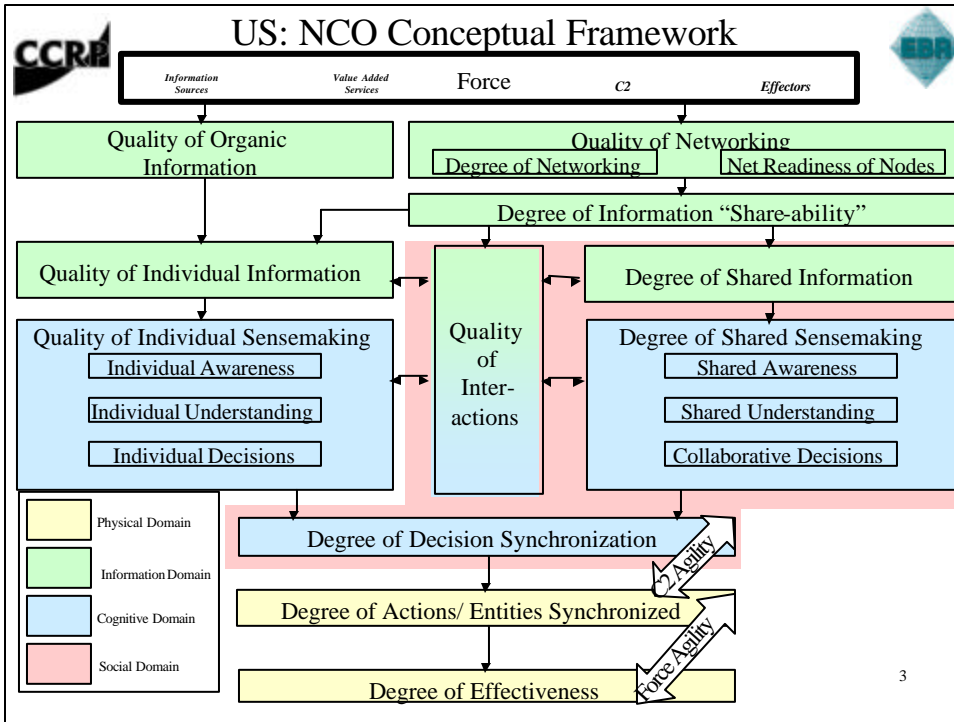 US: NCO Conceptual Framework
CCRP
EBR
Information
Sources
Value Added
Services
Force
C2
Effectors
Quality of Organic
Information
Quality of Networking
Degree of Networking
Net Readiness of Nodes
Degree of Information “Share-ability”
Quality of Individual Information
Degree of Shared Information
Quality
of
Inter-
actions
Quality of Individual Sensemaking
Individual Awareness
Individual Understanding
Individual Decisions
Degree of Shared Sensemaking
Shared Awareness
Shared Understanding
Collaborative Decisions
Physical Domain
Information Domain
Cognitive Domain
Social Domain
Degree of Decision Synchronization
C2 Agility
Degree of Actions/ Entities Synchronized
Force Agility
Degree of Effectiveness
3